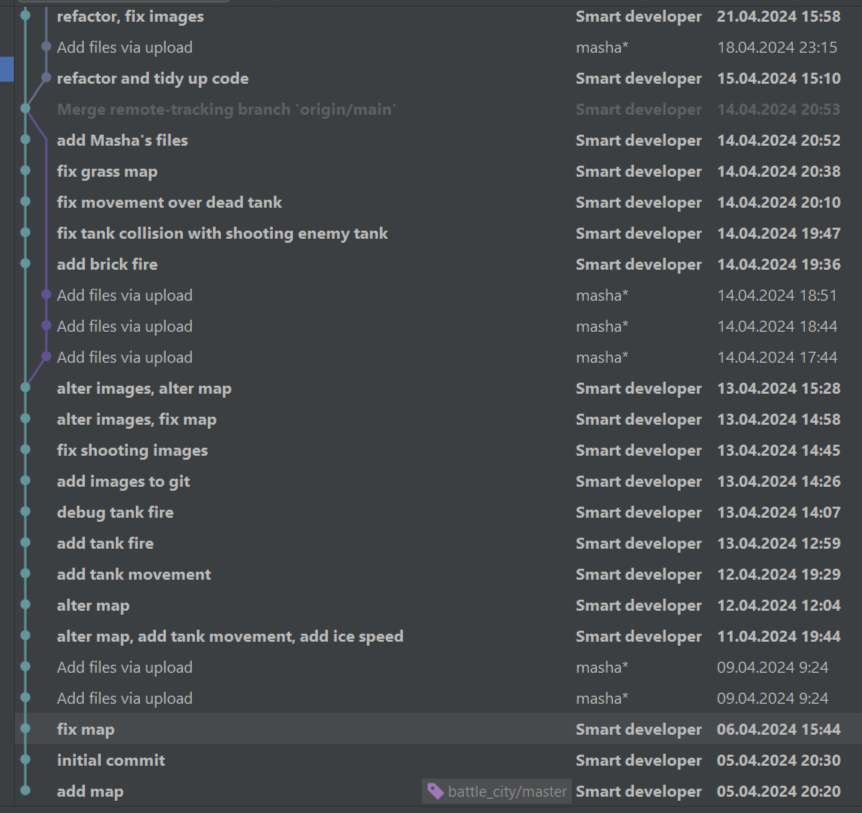 refactor, fix images Smart developer 21.04.2024 15:58
Add files via upload masha* 18.04.2024 23:15
refactor and tidy up code Smart developer 15.04.2024 15:10
Merge remote-tracking branch 'origin/main' Smart developer 14.04.2024 20:53
add Masha's files Smart developer 14.04.2024 20:52
fix grass map Smart developer 14.04.2024 20:38
fix movement over dead tank Smart developer 14.04.2024 20:10
fix tank collision with shooting enemy tank Smart developer 14.04.2024 19:47
add brick fire Smart developer 14.04.2024 19:36
Add files via upload masha* 14.04.2024 18:51
Add files via upload masha* 14.04.2024 18:44
Add files via upload masha* 14.04.2024 17:44
alter images, alter map Smart developer 13.04.2024 15:28
alter images, fix map Smart developer 13.04.2024 14:58
fix shooting images Smart developer 13.04.2024 14:45
add images to git Smart developer 13.04.2024 14:26
debug tank fire Smart developer 13.04.2024 14:07
add tank fire Smart developer 13.04.2024 12:59
add tank movement Smart developer 12.04.2024 19:29
alter map Smart developer 12.04.2024 12:04
alter map, add tank movement, add ice speed Smart developer 11.04.2024 19:44
Add files via upload masha* 09.04.2024 9:24
Add files via upload masha* 09.04.2024 9:24
fix map Smart developer 06.04.2024 15:44
initial commit Smart developer 05.04.2024 20:30
add map battle_city/master Smart developer 05.04.2024 20:20